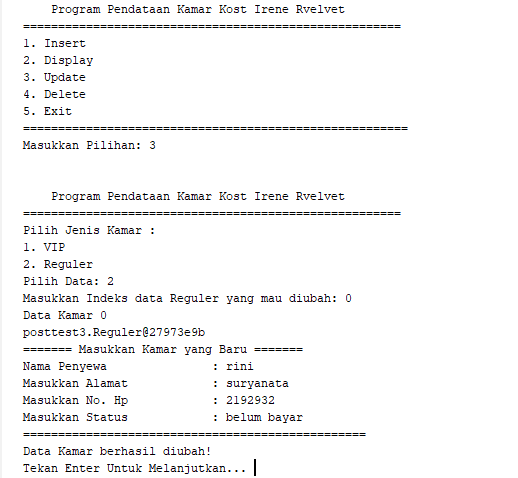 Program Pendataan Kamar Kost Irene Rvelvet
======================================================
1. Insert
2. Display
3. Update
4. Delete
5. Exit
=======================================================
Masukkan Pilihan: 3
Program Pendataan Kamar Kost Irene Rvelvet
======================================================
Pilih Jenis Kamar :
1. VIP
2. Reguler
Pilih Data: 2
Masukkan Indeks data Reguler yang mau diubah: 0
Data Kamar 0
posttest3.Reguler@27973e9b
======= Masukkan Kamar yang Baru =======
Nama Penyewa : rini
Masukkan Alamat : suryanata
Masukkan No. Hp : 2192932
Masukkan Status : belum bayar
=================================================
Data Kamar berhasil diubah!
Tekan Enter Untuk Melanjutkan...